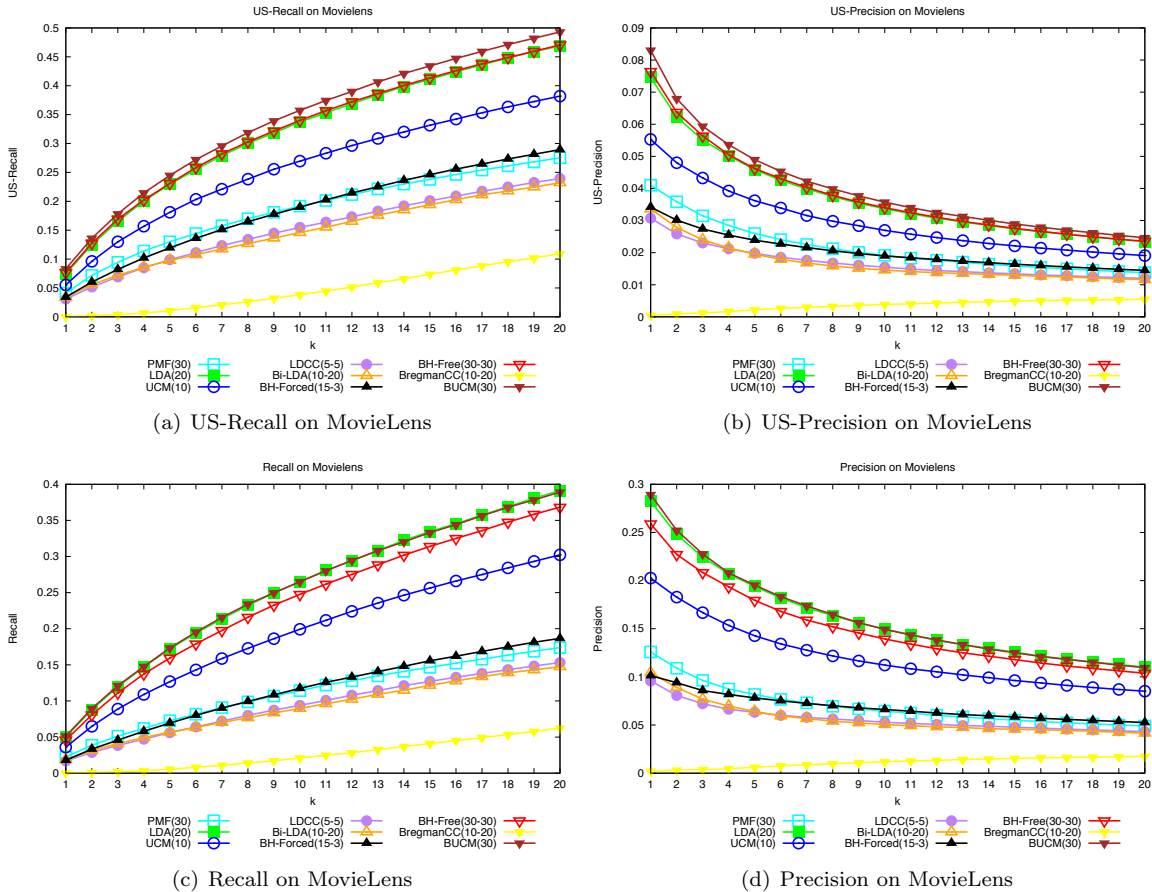 US-Recall on Movielens
US-Recall
0.5
0.45
0.4
0.35
0.3
0.25
0.2
0.15
0.1
0.05
0
1 2 3 4 5 6 7 8 9 10 11 12 13 14 15 16 17 18 19 20
k
PMF(30) LDCC(5-5) BH-Free(30-30)
LDA(20) Bi-LDA(10-20) BregmanCC(10-20)
UCM(10) BH-Forced(15-3) BUCM(30)
(a) US-Recall on MovieLens
US-Precision on Movielens
US-Precision
0.09
0.08
0.07
0.06
0.05
0.04
0.03
0.02
0.01
0
1 2 3 4 5 6 7 8 9 10 11 12 13 14 15 16 17 18 19 20
k
PMF(30) LDCC(5-5) BH-Free(30-30)
LDA(20) Bi-LDA(10-20) BregmanCC(10-20)
UCM(10) BH-Forced(15-3) BUCM(30)
(b) US-Precision on MovieLens
Recall on Movielens
Recall
0.4
0.35
0.3
0.25
0.2
0.15
0.1
0.05
0
1 2 3 4 5 6 7 8 9 10 11 12 13 14 15 16 17 18 19 20
k
PMF(30) LDCC(5-5) BH-Free(30-30)
LDA(20) Bi-LDA(10-20) BregmanCC(10-20)
UCM(10) BH-Forced(15-3) BUCM(30)
(c) Recall on MovieLens
Precision on Movielens
Precision
0.3
0.25
0.2
0.15
0.1
0.05
0
1 2 3 4 5 6 7 8 9 10 11 12 13 14 15 16 17 18 19 20
k
PMF(30) LDCC(5-5) BH-Free(30-30)
LDA(20) Bi-LDA(10-20) BregmanCC(10-20)
UCM(10) BH-Forced(15-3) BUCM(30)
(d) Precision on MovieLens